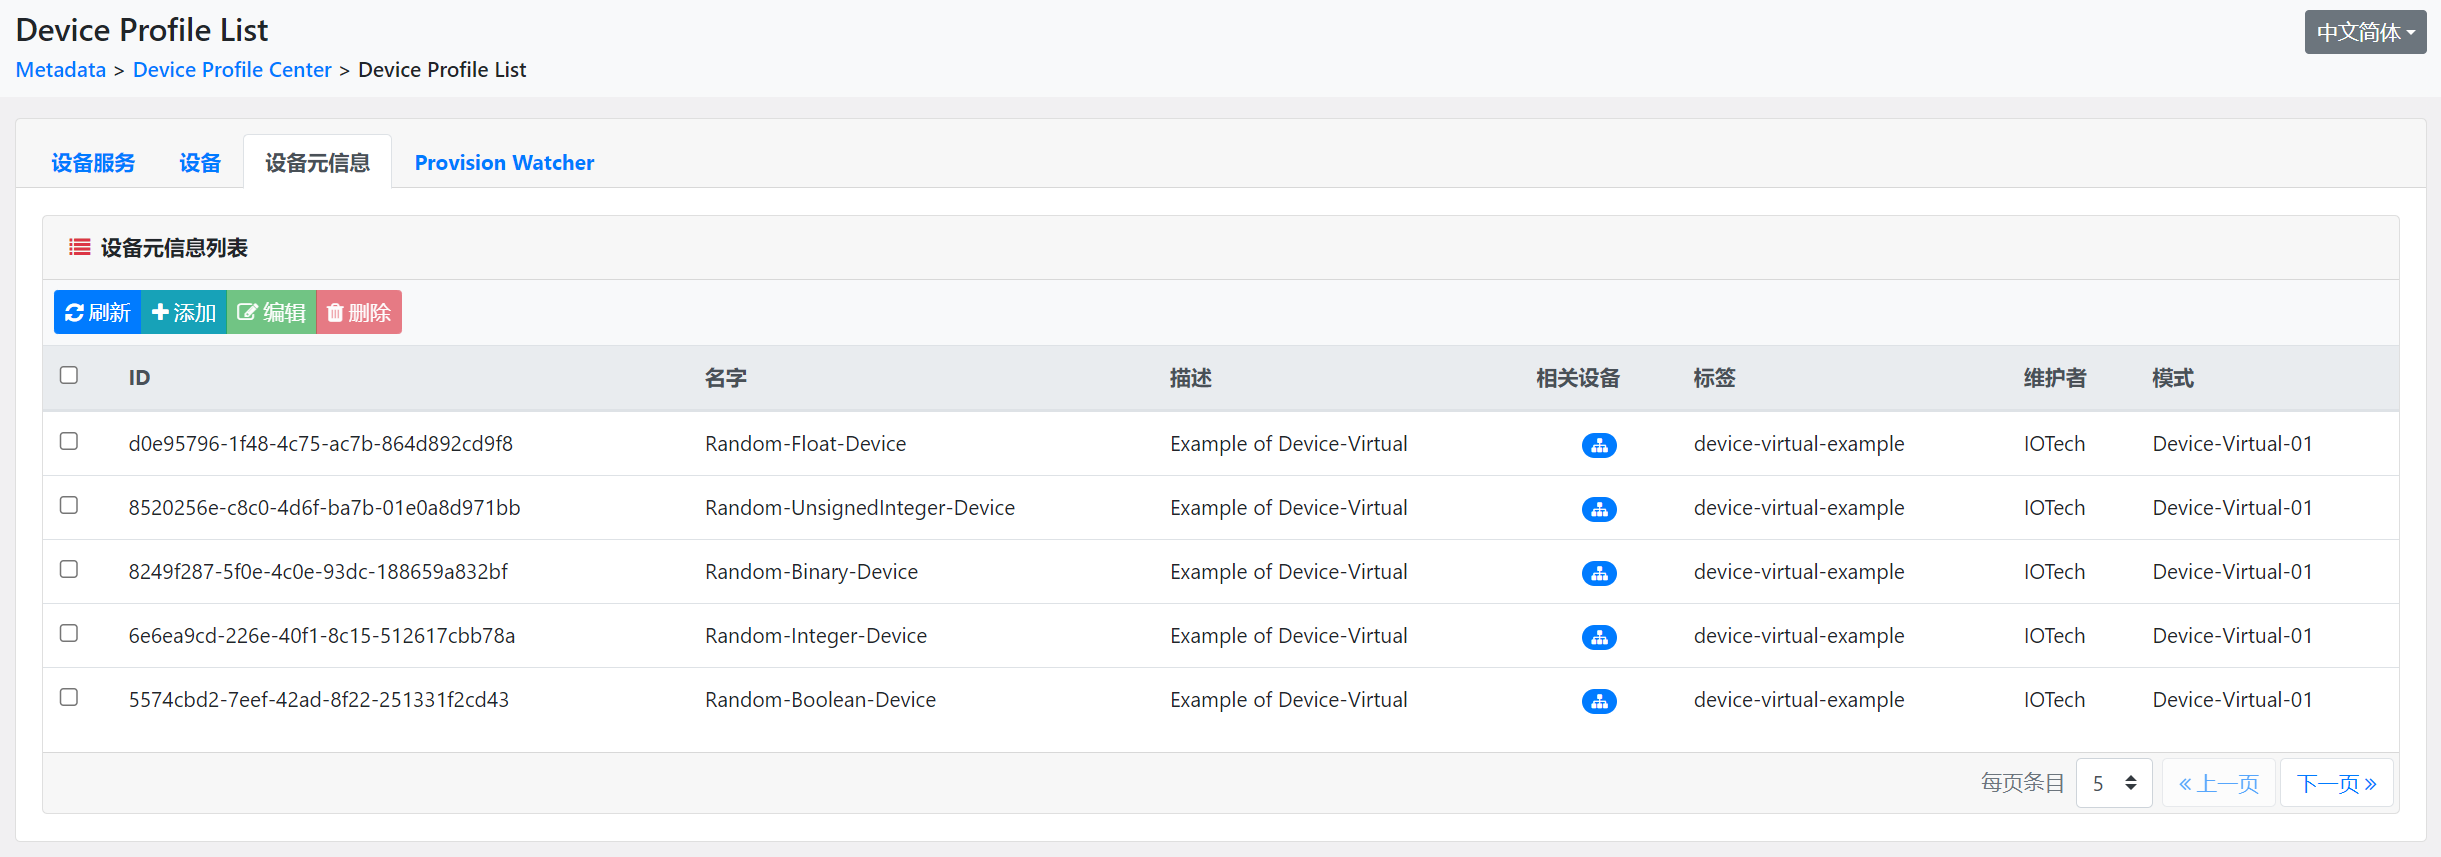 Device Profile List
中文简体
Metadata > Device Profile Center > Device Profile List
设备服务 设备 设备元信息 Provision Watcher
设备元信息列表
刷新 添加 编辑 删除
ID 名字 描述 相关设备 标签 维护者 模式
d0e95796-1f48-4c75-ac7b-864d892cd9f8 Random-Float-Device Example of Device-Virtual device-virtual-example IOTech Device-Virtual-01
8520256e-c8c0-4d6f-ba7b-01e0a8d971bb Random-UnsignedInteger-Device Example of Device-Virtual device-virtual-example IOTech Device-Virtual-01
8249f287-5f0e-4c0e-93dc-188659a832bf Random-Binary-Device Example of Device-Virtual device-virtual-example IOTech Device-Virtual-01
6e6ea9cd-226e-40f1-8c15-512617cbb78a Random-Integer-Device Example of Device-Virtual device-virtual-example IOTech Device-Virtual-01
5574cbd2-7eef-42ad-8f22-251331f2cd43 Random-Boolean-Device Example of Device-Virtual device-virtual-example IOTech Device-Virtual-01
每页条目 5 « 上一页 下一页 »